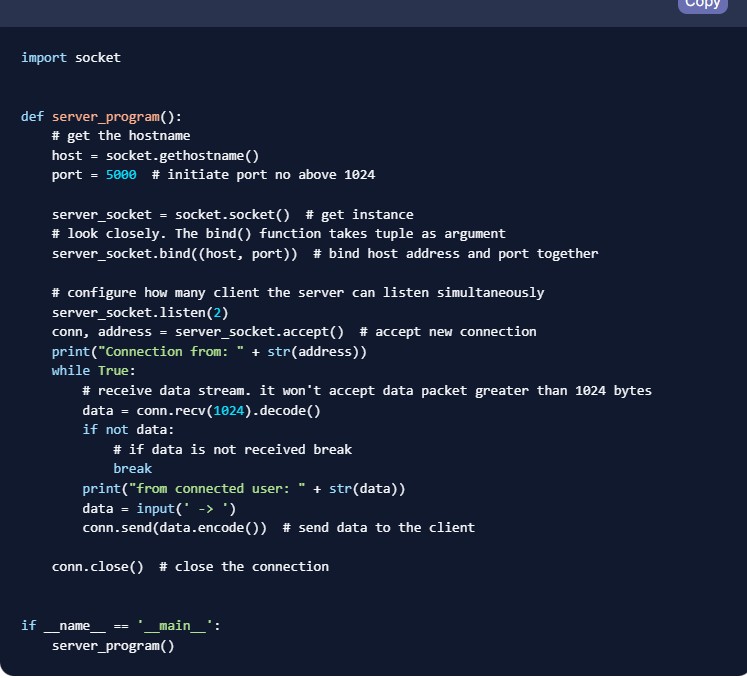 Copy
import socket
def server_program():
    # get the hostname
    host = socket.gethostname()
    port = 5000  # initiate port no above 1024
    server_socket = socket.socket()  # get instance
    # look closely. The bind() function takes tuple as argument
    server_socket.bind((host, port))  # bind host address and port together
    # configure how many client the server can listen simultaneously
    server_socket.listen(2)
    conn, address = server_socket.accept()  # accept new connection
    print("Connection from: " + str(address))
    while True:
        # receive data stream. it won't accept data packet greater than 1024 bytes
        data = conn.recv(1024).decode()
        if not data:
            # if data is not received break
            break
        print("from connected user: " + str(data))
        data = input(' -> ')
        conn.send(data.encode())  # send data to the client
    conn.close()  # close the connection
if __name__ == '__main__':
    server_program()